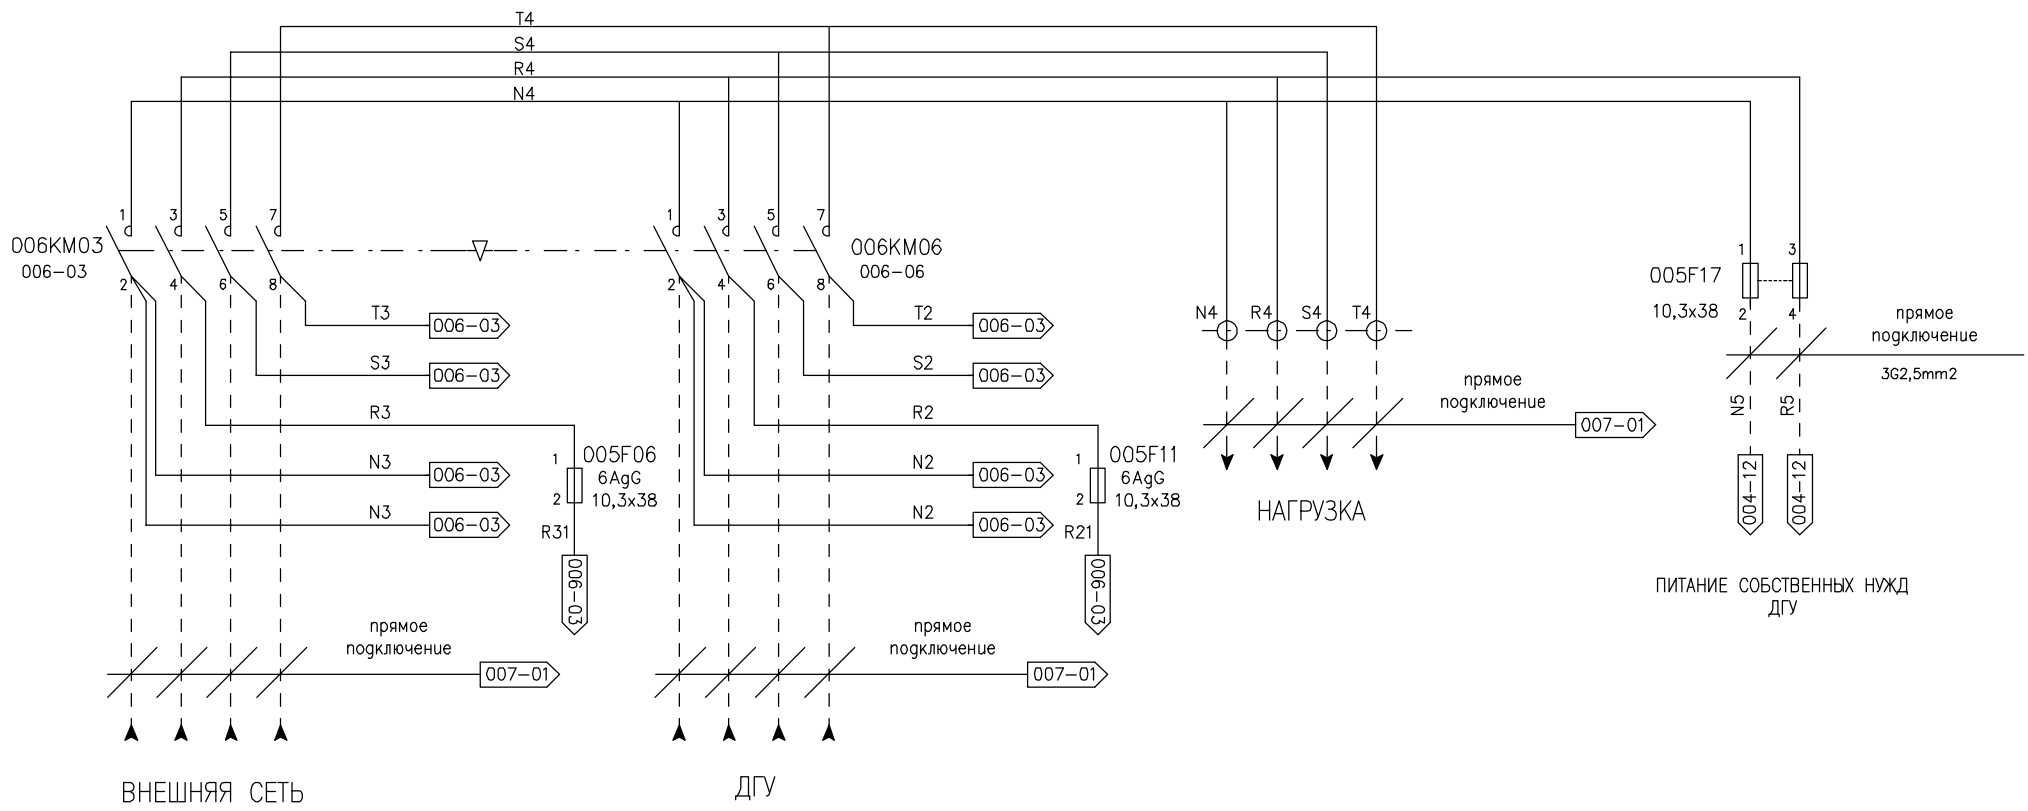 T4
S4
R4
N4
1 3 5 7
006KM03
006-03
2 4 6 8
1 3 5 7
006KM06
006-06
2 4 6 8
T3 006-03
S3 006-03
R3
N3 006-03
N3 006-03
1
005F06
6AgG
2 10,3x38
R31
006-03
T2 006-03
S2 006-03
R2
N2 006-03
N2 006-03
1
005F11
6AgG
2 10,3x38
R21
006-03
N4 R4 S4 T4
прямое
подключение
007-01
НАГРУЗКА
1 3
005F17
10,3x38
2 4
прямое
подключение
3G2,5mm2
N5 R5
004-12 004-12
ПИТАНИЕ СОБСТВЕННЫХ НУЖД
ДГУ
прямое
подключение
007-01
прямое
подключение
007-01
ВНЕШНЯЯ СЕТЬ
ДГУ